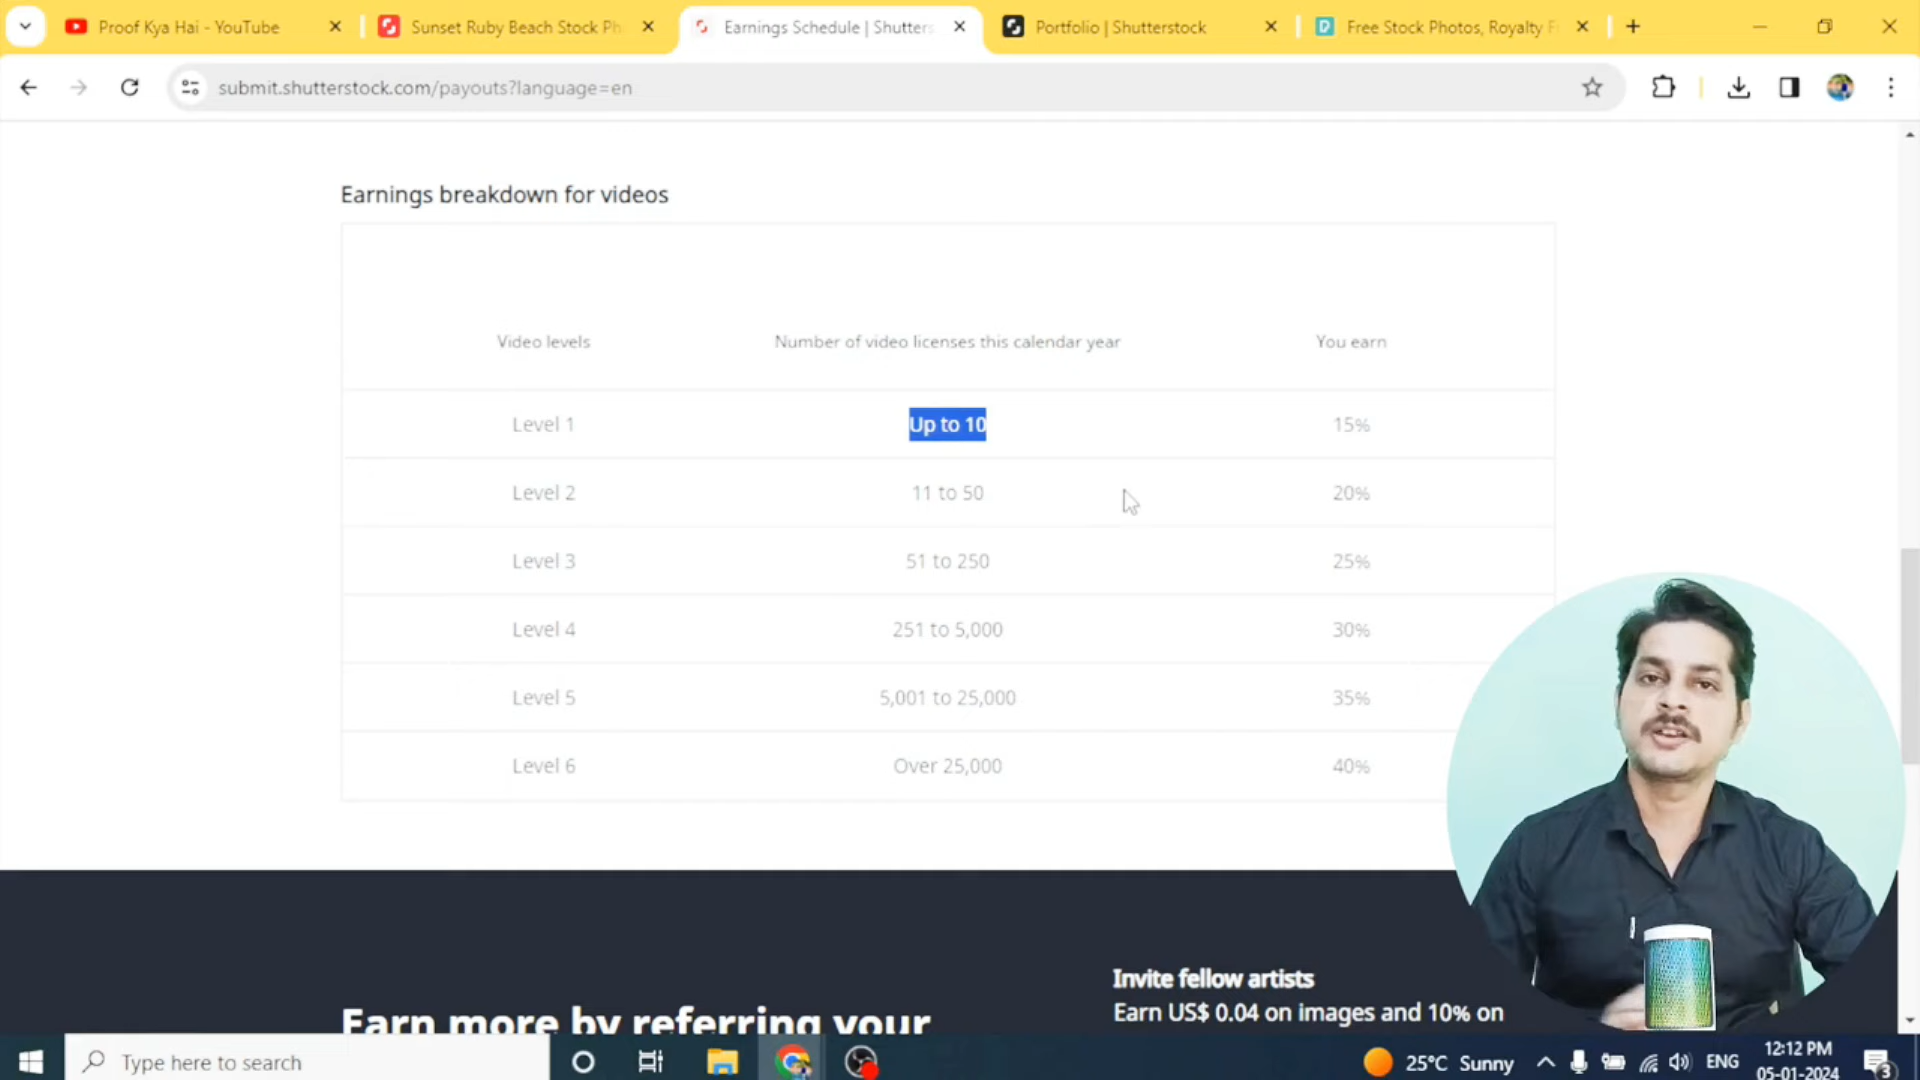 Proof Kya Hai - YouTube
Sunset Ruby Beach Stock Ph
Earnings Schedule | Shutters
Portfolio | Shutterstock
Free Stock Photos, Royalty F
submit.shutterstock.com/payouts?language=en
Earnings breakdown for videos
Video levels Number of video licenses this calendar year You earn
Level 1 Up to 10 15%
Level 2 11 to 50 20%
Level 3 51 to 250 25%
Level 4 251 to 5,000 30%
Level 5 5,001 to 25,000 35%
Level 6 Over 25,000 40%
Invite fellow artists
Earn US$ 0.04 on images and 10% on
Earn more by referring your
Type here to search
25°C Sunny
ENG
12:12 PM
05-01-2024
3